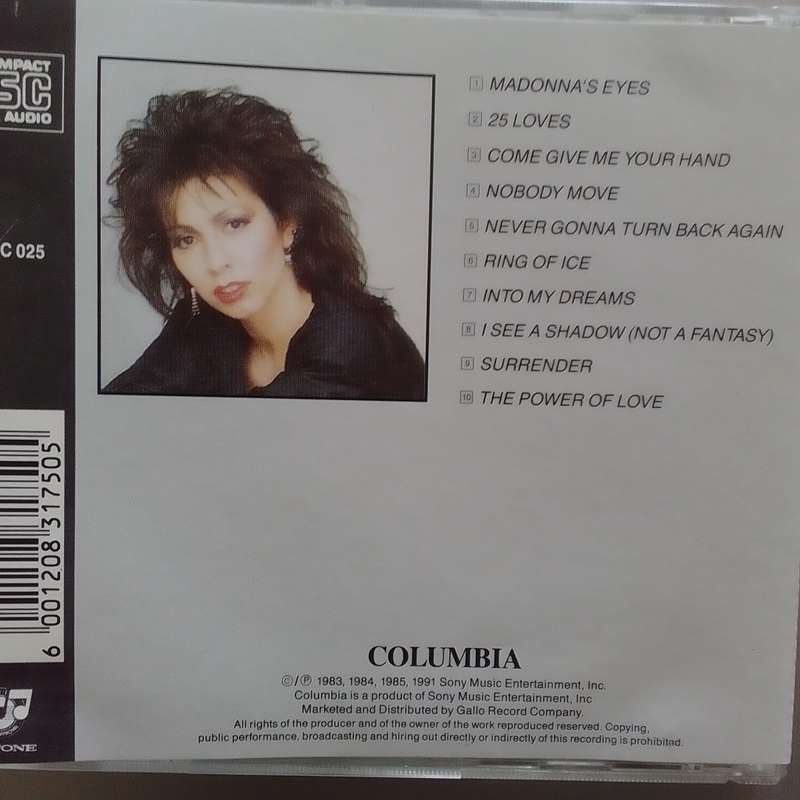 COMPACT
DISC
AUDIO
C 025
6 001208 317505
TONE
1 MADONNA'S EYES
2 25 LOVES
3 COME GIVE ME YOUR HAND
4 NOBODY MOVE
5 NEVER GONNA TURN BACK AGAIN
6 RING OF ICE
7 INTO MY DREAMS
8 I SEE A SHADOW (NOT A FANTASY)
9 SURRENDER
10 THE POWER OF LOVE
COLUMBIA
©/℗ 1983, 1984, 1985, 1991 Sony Music Entertainment, Inc.
Columbia is a product of Sony Music Entertainment, Inc
Marketed and Distributed by Gallo Record Company.
All rights of the producer and of the owner of the work reproduced reserved. Copying,
public performance, broadcasting and hiring out directly or indirectly of this recording is prohibited.